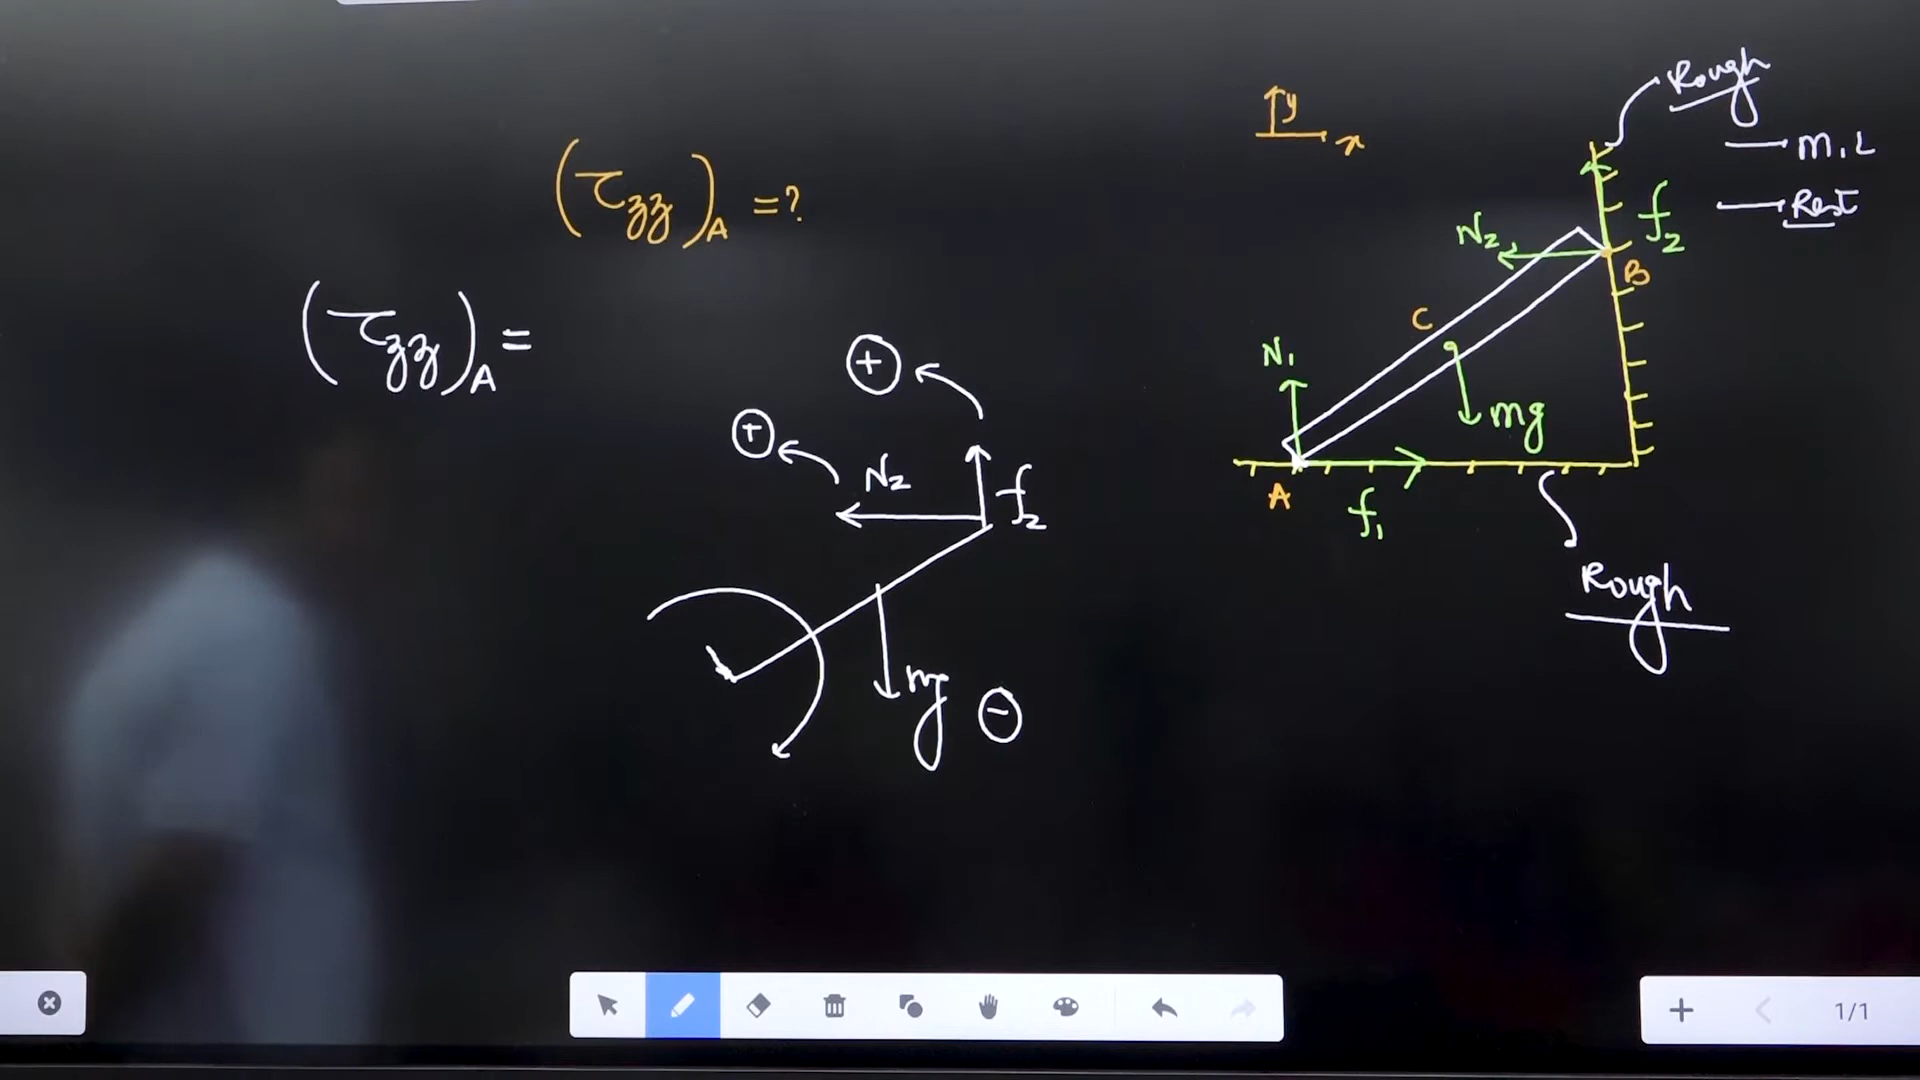 (τzz)A = ?
(τzz)A =
+
+
N2
f2
mg
−
y
x
Rough
m, L
Rest
N2
f2
B
C
N1
mg
A
f1
Rough
1/1